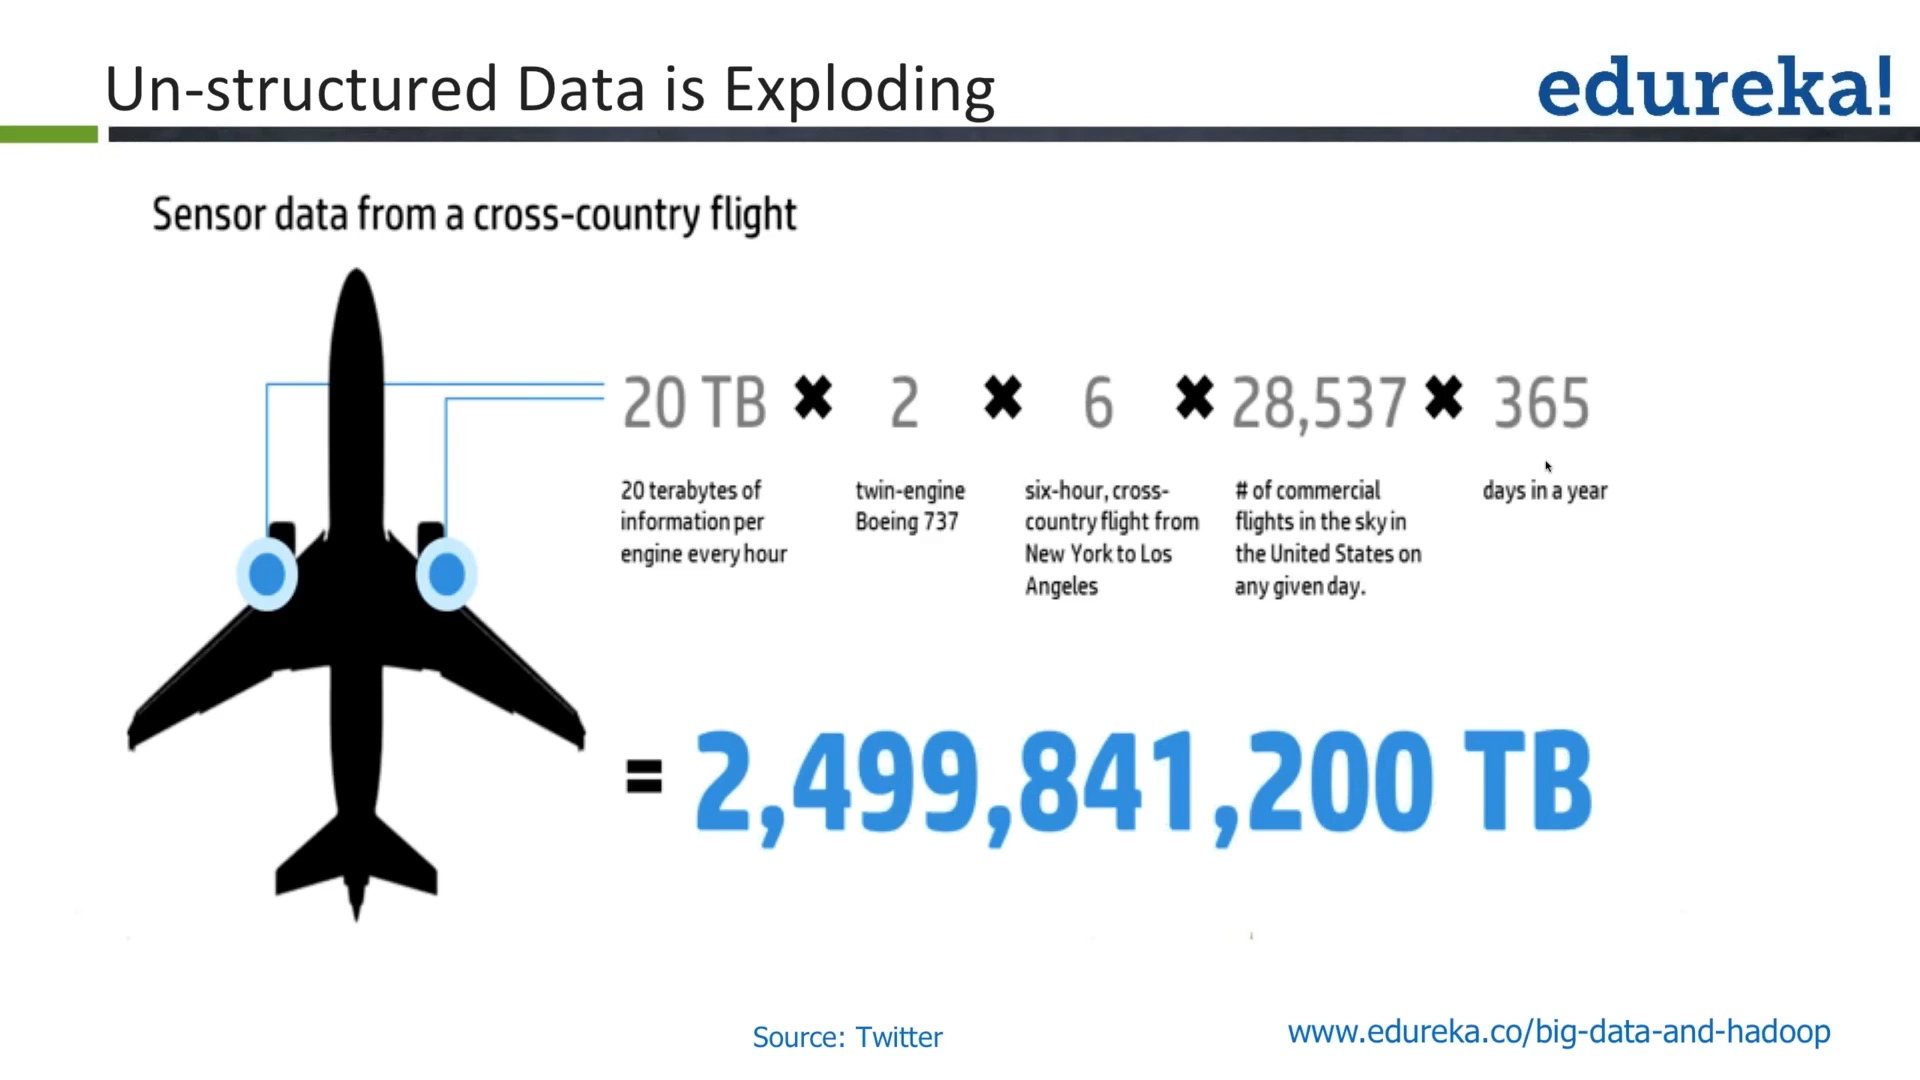 Un-structured Data is Exploding
edureka!
Sensor data from a cross-country flight
20 TB ✖ 2 ✖ 6 ✖ 28,537 ✖ 365
20 terabytes of
information per
engine every hour
twin-engine
Boeing 737
six-hour, cross-
country flight from
New York to Los
Angeles
# of commercial
flights in the sky in
the United States on
any given day.
days in a year
= 2,499,841,200 TB
Source: Twitter
www.edureka.co/big-data-and-hadoop